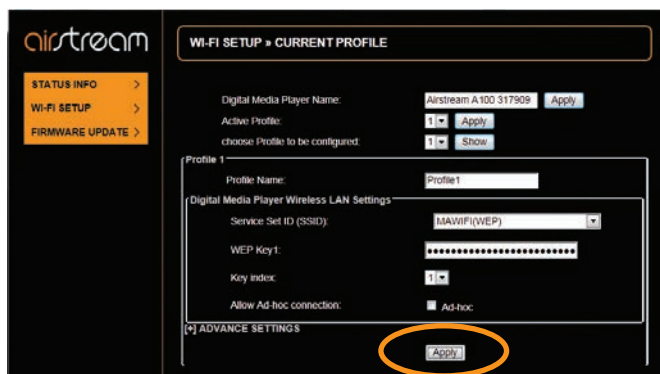 airstream
WI-FI SETUP » CURRENT PROFILE
STATUS INFO >
WI-FI SETUP >
FIRMWARE UPDATE >
Digital Media Player Name: Airstream A100 317909 Apply
Active Profile: 1 Apply
choose Profile to be configured: 1 Show
Profile 1
Profile Name: Profile1
Digital Media Player Wireless LAN Settings
Service Set ID (SSID): MAWIFI(WEP)
WEP Key1: ••••••••••••••••••••••••••
Key index: 1
Allow Ad-hoc connection: Ad-hoc
[+] ADVANCE SETTINGS
Apply